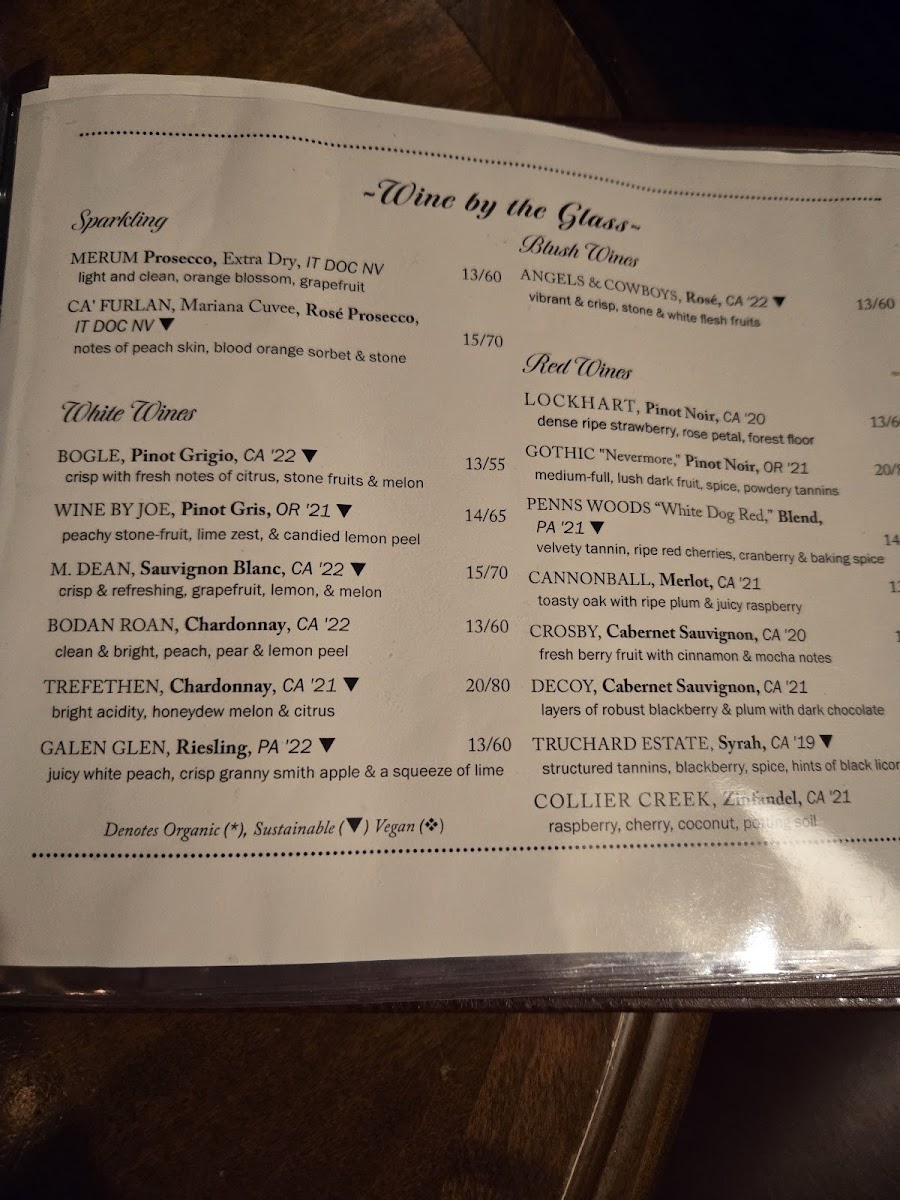 ~Wine by the Glass~
Sparkling
MERUM Prosecco, Extra Dry, IT DOC NV
light and clean, orange blossom, grapefruit
13/60
CA' FURLAN, Mariana Cuvee, Rosé Prosecco,
IT DOC NV ▼
15/70
notes of peach skin, blood orange sorbet & stone
White Wines
BOGLE, Pinot Grigio, CA '22 ▼
13/55
crisp with fresh notes of citrus, stone fruits & melon
WINE BY JOE, Pinot Gris, OR '21 ▼
14/65
peachy stone-fruit, lime zest, & candied lemon peel
M. DEAN, Sauvignon Blanc, CA '22 ▼
15/70
crisp & refreshing, grapefruit, lemon, & melon
BODAN ROAN, Chardonnay, CA '22
13/60
clean & bright, peach, pear & lemon peel
TREFETHEN, Chardonnay, CA '21 ▼
20/80
bright acidity, honeydew melon & citrus
GALEN GLEN, Riesling, PA '22 ▼
13/60
juicy white peach, crisp granny smith apple & a squeeze of lime
Denotes Organic (*), Sustainable (▼) Vegan (❖)
Blush Wines
ANGELS & COWBOYS, Rosé, CA '22 ▼
13/60
vibrant & crisp, stone & white flesh fruits
Red Wines
LOCKHART, Pinot Noir, CA '20
dense ripe strawberry, rose petal, forest floor
GOTHIC "Nevermore," Pinot Noir, OR '21
medium-full, lush dark fruit, spice, powdery tannins
PENNS WOODS "White Dog Red," Blend,
PA '21 ▼
velvety tannin, ripe red cherries, cranberry & baking spice
CANNONBALL, Merlot, CA '21
toasty oak with ripe plum & juicy raspberry
CROSBY, Cabernet Sauvignon, CA '20
fresh berry fruit with cinnamon & mocha notes
DECOY, Cabernet Sauvignon, CA '21
layers of robust blackberry & plum with dark chocolate
TRUCHARD ESTATE, Syrah, CA '19 ▼
structured tannins, blackberry, spice, hints of black licor
COLLIER CREEK, Zinfandel, CA '21
raspberry, cherry, coconut, potting soil